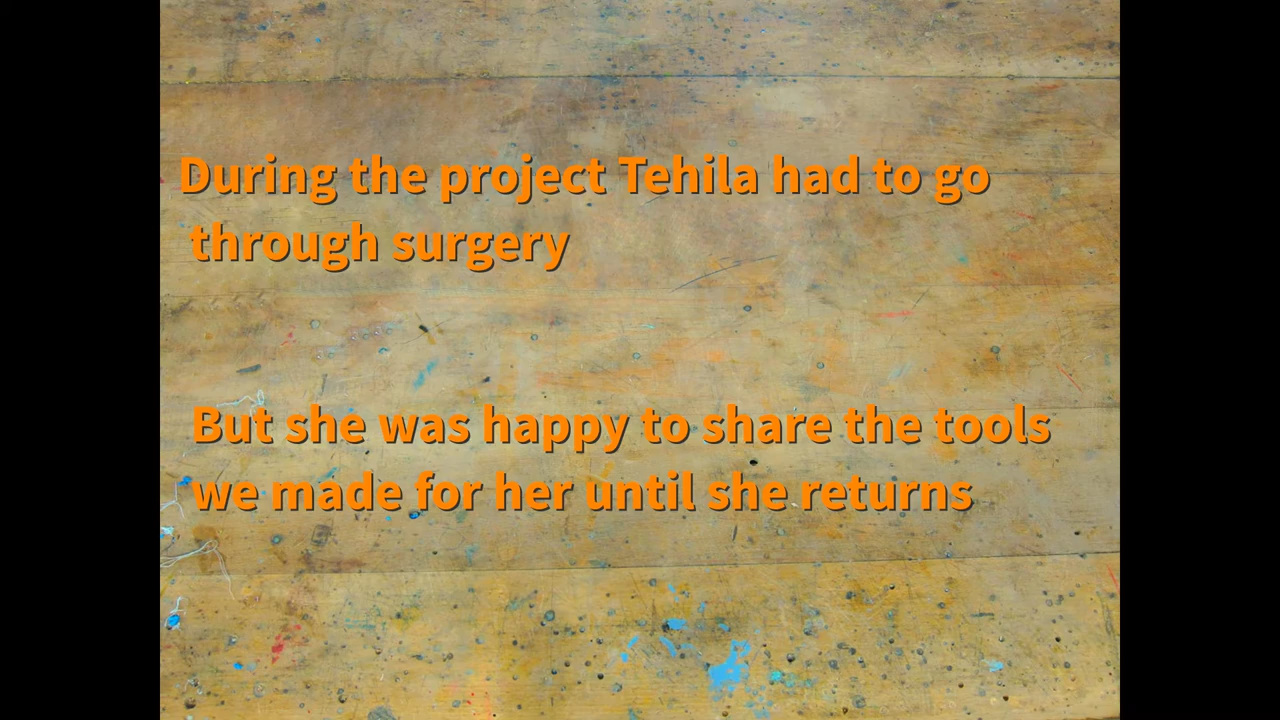 During the project Tehila had to go
through surgery
But she was happy to share the tools
we made for her until she returns